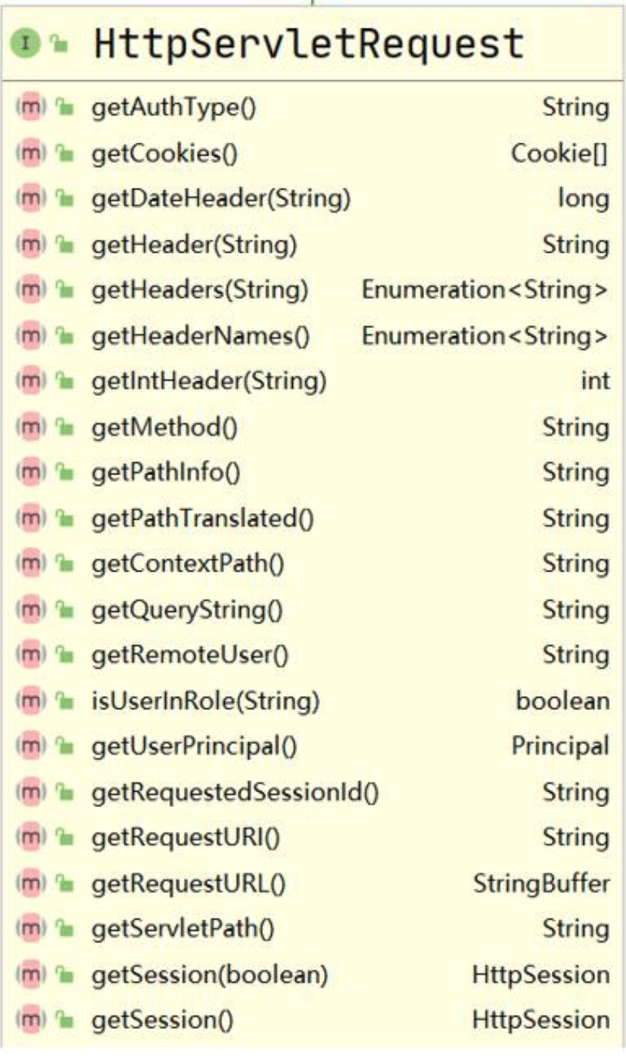 HttpServletRequest
getAuthType() String
getCookies() Cookie[]
getDateHeader(String) long
getHeader(String) String
getHeaders(String) Enumeration<String>
getHeaderNames() Enumeration<String>
getIntHeader(String) int
getMethod() String
getPathInfo() String
getPathTranslated() String
getContextPath() String
getQueryString() String
getRemoteUser() String
isUserInRole(String) boolean
getUserPrincipal() Principal
getRequestedSessionId() String
getRequestURI() String
getRequestURL() StringBuffer
getServletPath() String
getSession(boolean) HttpSession
getSession() HttpSession